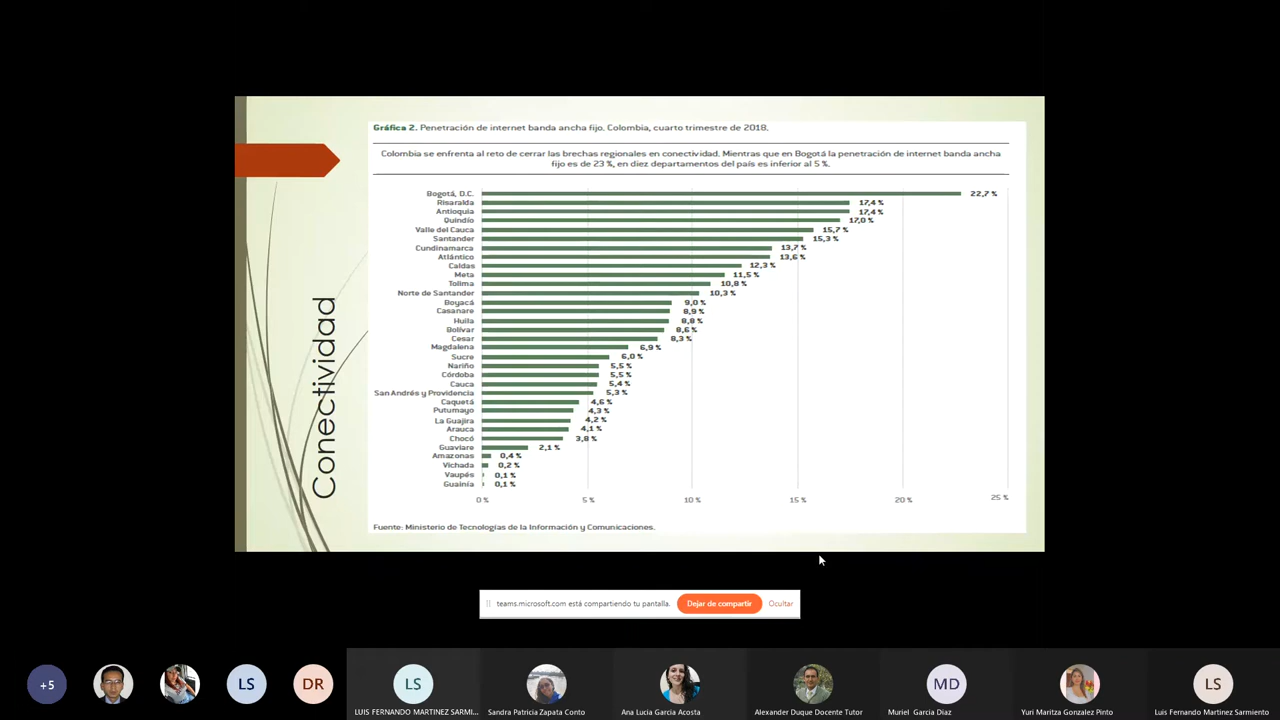 Gráfica 2. Penetración de internet banda ancha fijo. Colombia, cuarto trimestre de 2018.
Colombia se enfrenta al reto de cerrar las brechas regionales en conectividad. Mientras que en Bogotá la penetración de internet banda ancha
fijo es de 23 %, en diez departamentos del país es inferior al 5 %.
Conectividad
Bogotá, D.C. 22,7 %
Risaralda 17,4 %
Antioquia 17,4 %
Quindío 17,0 %
Valle del Cauca 15,7 %
Santander 15,3 %
Cundinamarca 13,7 %
Atlántico 13,6 %
Caldas 12,3 %
Meta 11,5 %
Tolima 10,8 %
Norte de Santander 10,3 %
Boyacá 9,0 %
Casanare 8,9 %
Huila 8,8 %
Bolívar 8,6 %
Cesar 8,3 %
Magdalena 6,9 %
Sucre 6,0 %
Nariño 5,5 %
Córdoba 5,5 %
Cauca 5,4 %
San Andrés y Providencia 5,3 %
Caquetá 4,6 %
Putumayo 4,3 %
La Guajira 4,2 %
Arauca 4,1 %
Chocó 3,8 %
Guaviare 2,1 %
Amazonas 0,4 %
Vichada 0,2 %
Vaupés 0,1 %
Guainía 0,1 %
0 % 5 % 10 % 15 % 20 % 25 %
Fuente: Ministerio de Tecnologías de la Información y Comunicaciones.
teams.microsoft.com está compartiendo tu pantalla. Dejar de compartir Ocultar
+5 LS DR LS MD LS
LUIS FERNANDO MARTINEZ SARMI... Sandra Patricia Zapata Conto Ana Lucía García Acosta Alexander Duque Docente Tutor Muriel García Díaz Yuri Maritza Gonzalez Pinto Luis Fernando Martinez Sarmiento